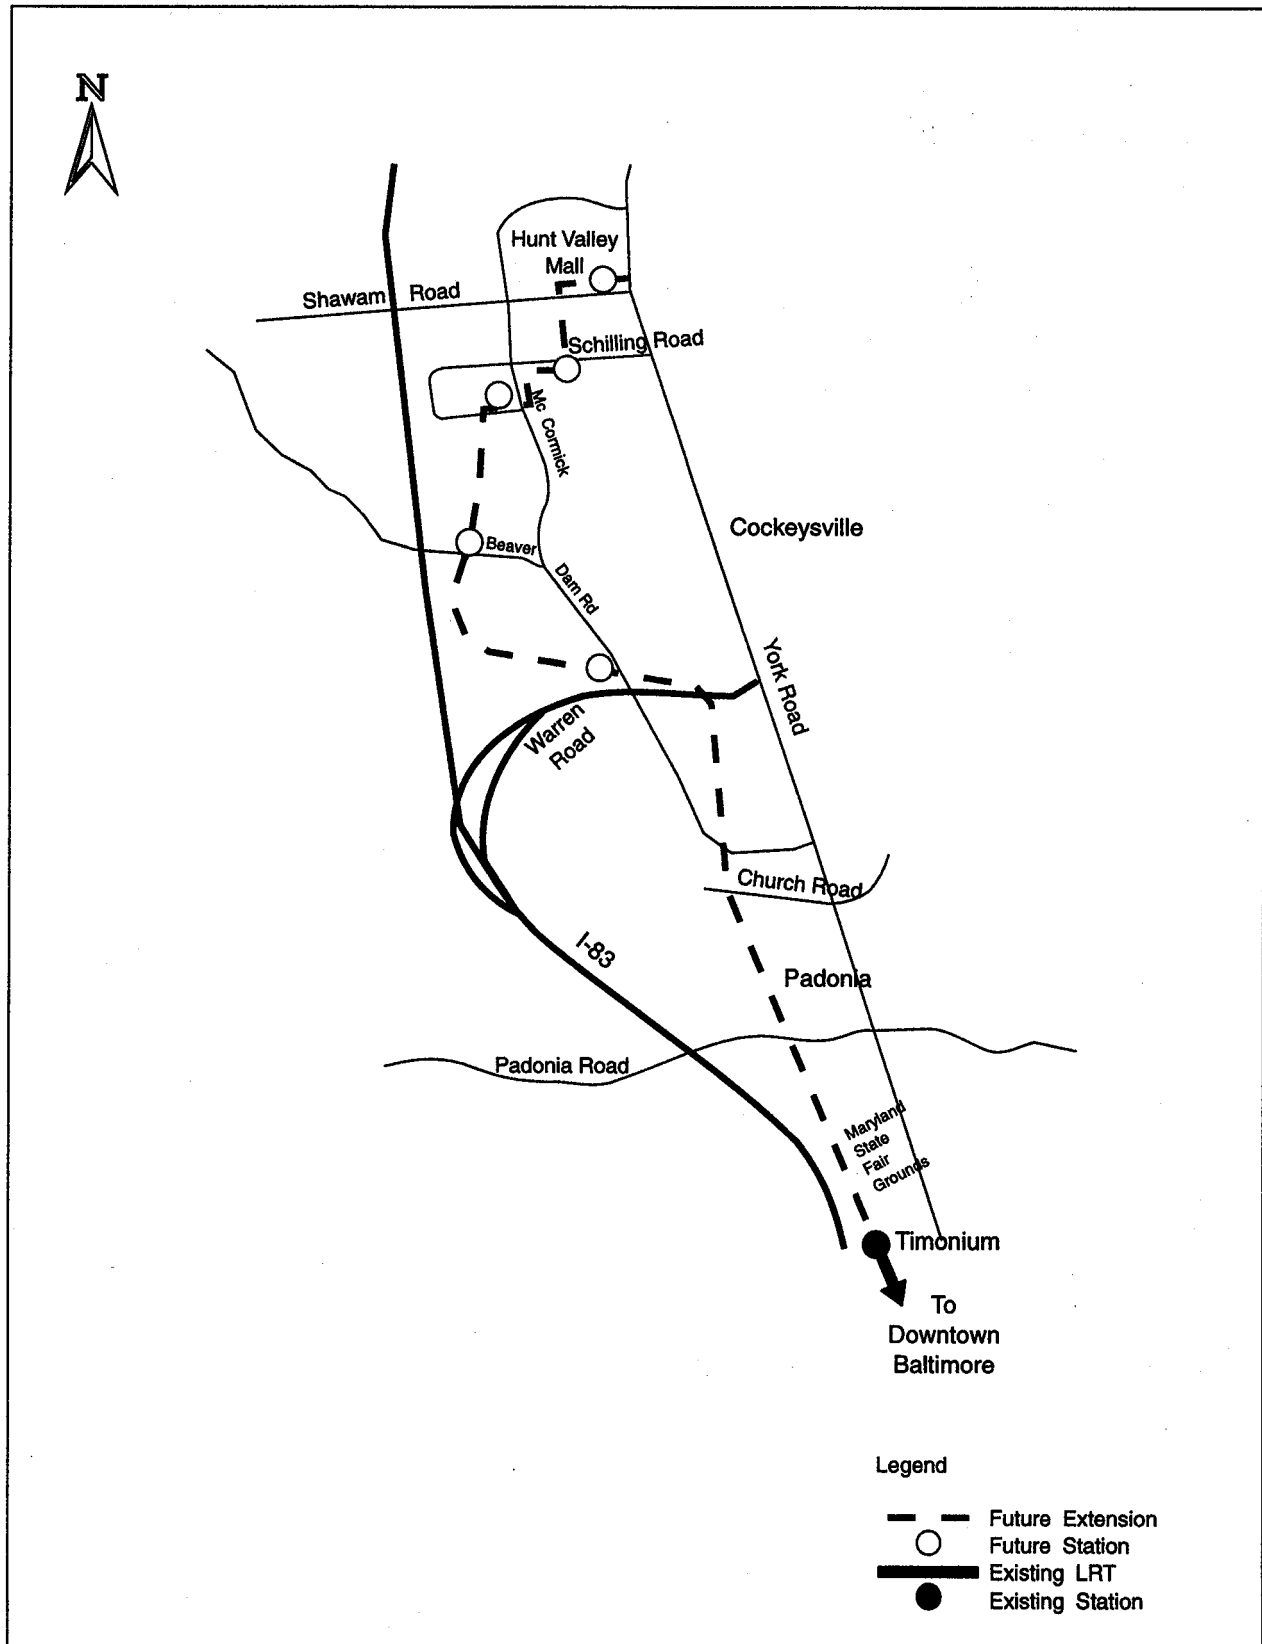 N
Hunt Valley
Mall
Shawam Road
Schilling Road
Mc Cormick
Cockeysville
Beaver
Dam Rd
York Road
Warren
Road
Church Road
I-83
Padonia
Padonia Road
Maryland
State
Fair
Grounds
Timonium
To
Downtown
Baltimore
Legend
Future Extension
Future Station
Existing LRT
Existing Station